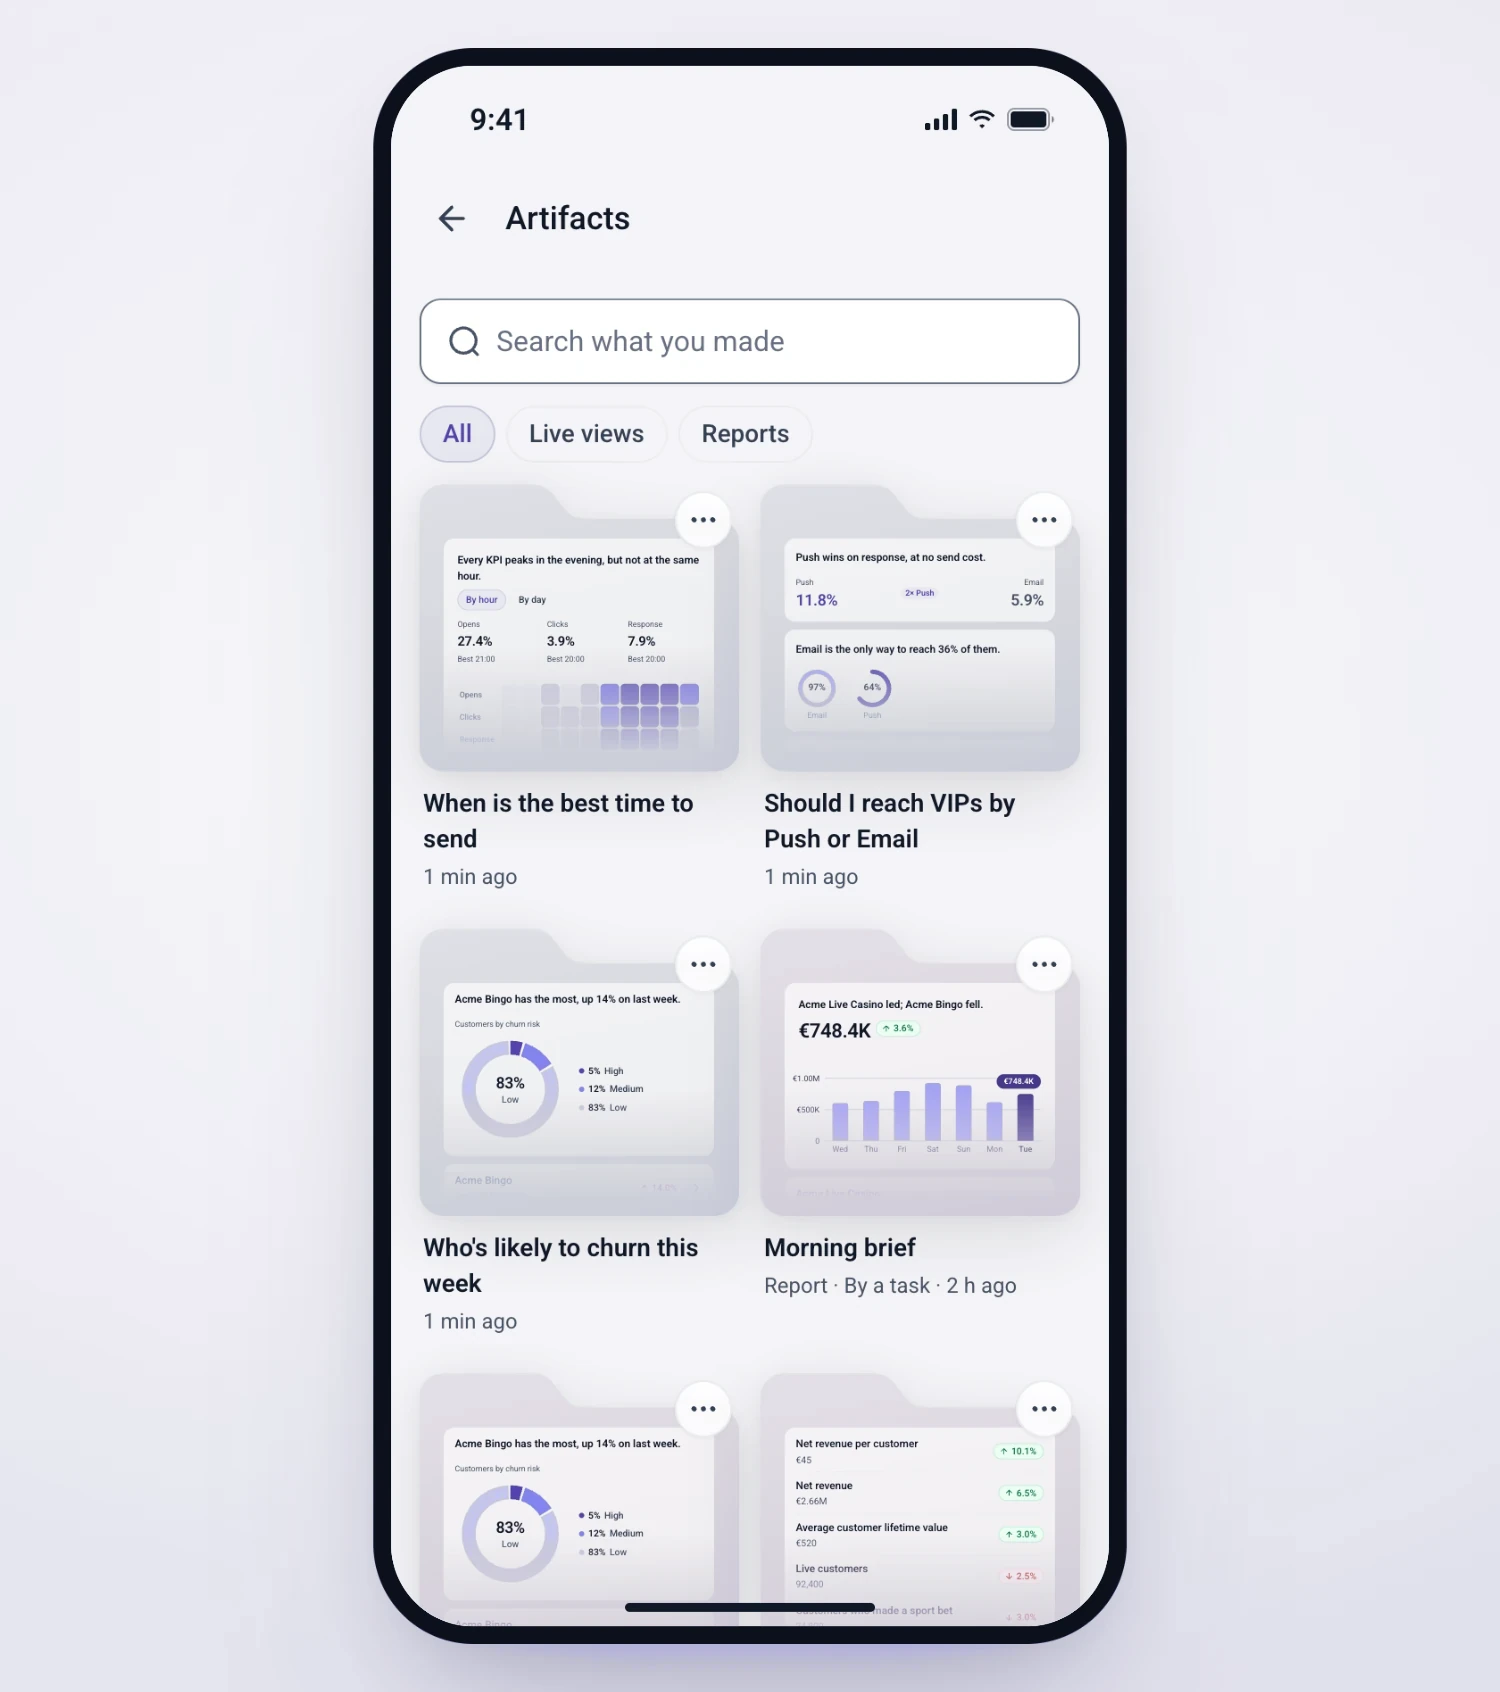 9:41
Artifacts
Search what you made
All
Live views
Reports
Every KPI peaks in the evening, but not at the same
hour.
By hour
By day
Opens
Clicks
Response
27.4%
3.9%
7.9%
Best 21:00
Best 20:00
Best 20:00
Opens
Clicks
Response
When is the best time to
send
1 min ago
Push wins on response, at no send cost.
Push
Email
11.8%
2× Push
5.9%
Email is the only way to reach 36% of them.
97%
64%
Email
Push
Should I reach VIPs by
Push or Email
1 min ago
Acme Bingo has the most, up 14% on last week.
Customers by churn risk
83%
Low
5% High
12% Medium
83% Low
Acme Bingo
Who's likely to churn this
week
1 min ago
Acme Live Casino led; Acme Bingo fell.
€748.4K
↑ 3.6%
€1.00M
€748.4K
€500K
0
Wed
Thu
Fri
Sat
Sun
Mon
Tue
Morning brief
Report · By a task · 2 h ago
Acme Bingo has the most, up 14% on last week.
Customers by churn risk
83%
Low
5% High
12% Medium
83% Low
Acme Bingo
Net revenue per customer
↑ 10.1%
€45
Net revenue
↑ 6.5%
€2.66M
Average customer lifetime value
↑ 3.0%
€520
Live customers
↓ 2.5%
92,400
Customers who made a sport bet
↓ 3.0%